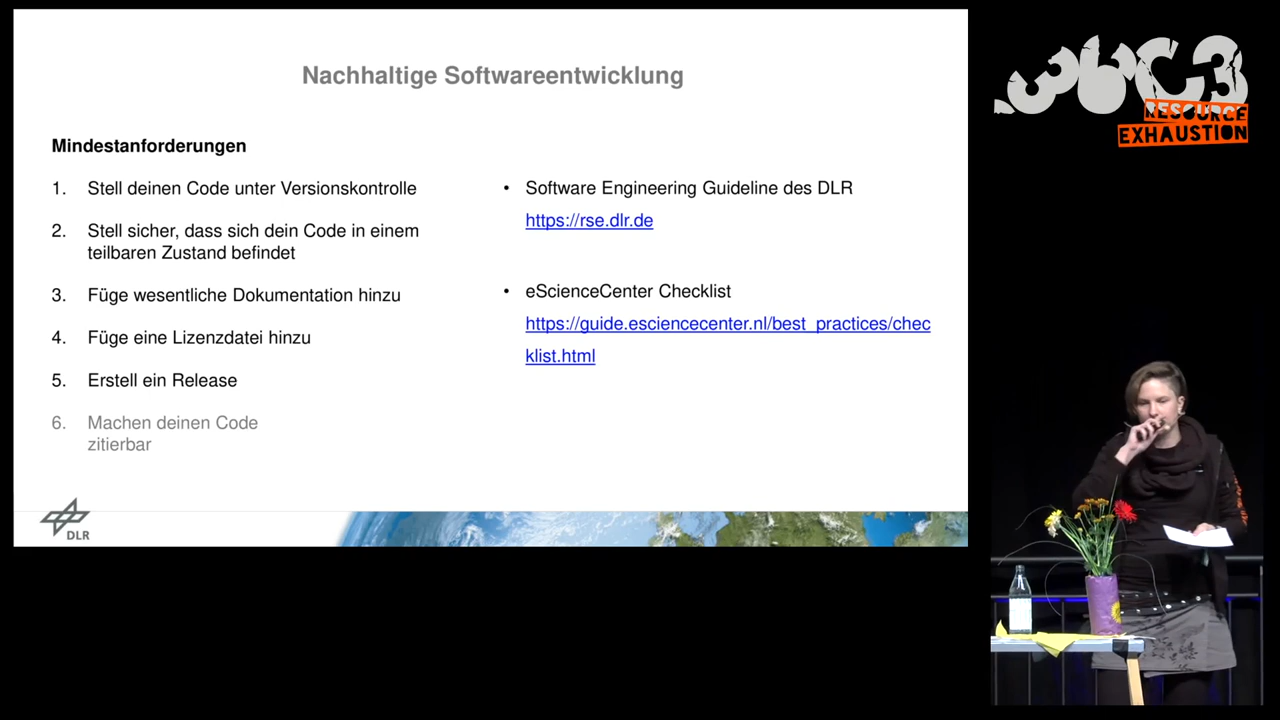 Nachhaltige Softwareentwicklung
Mindestanforderungen
1. Stell deinen Code unter Versionskontrolle
2. Stell sicher, dass sich dein Code in einem
teilbaren Zustand befindet
3. Füge wesentliche Dokumentation hinzu
4. Füge eine Lizenzdatei hinzu
5. Erstell ein Release
6. Machen deinen Code
zitierbar
• Software Engineering Guideline des DLR
https://rse.dlr.de
• eScienceCenter Checklist
https://guide.esciencecenter.nl/best_practices/chec
klist.html
DLR
36C3
RESOURCE
EXHAUSTION